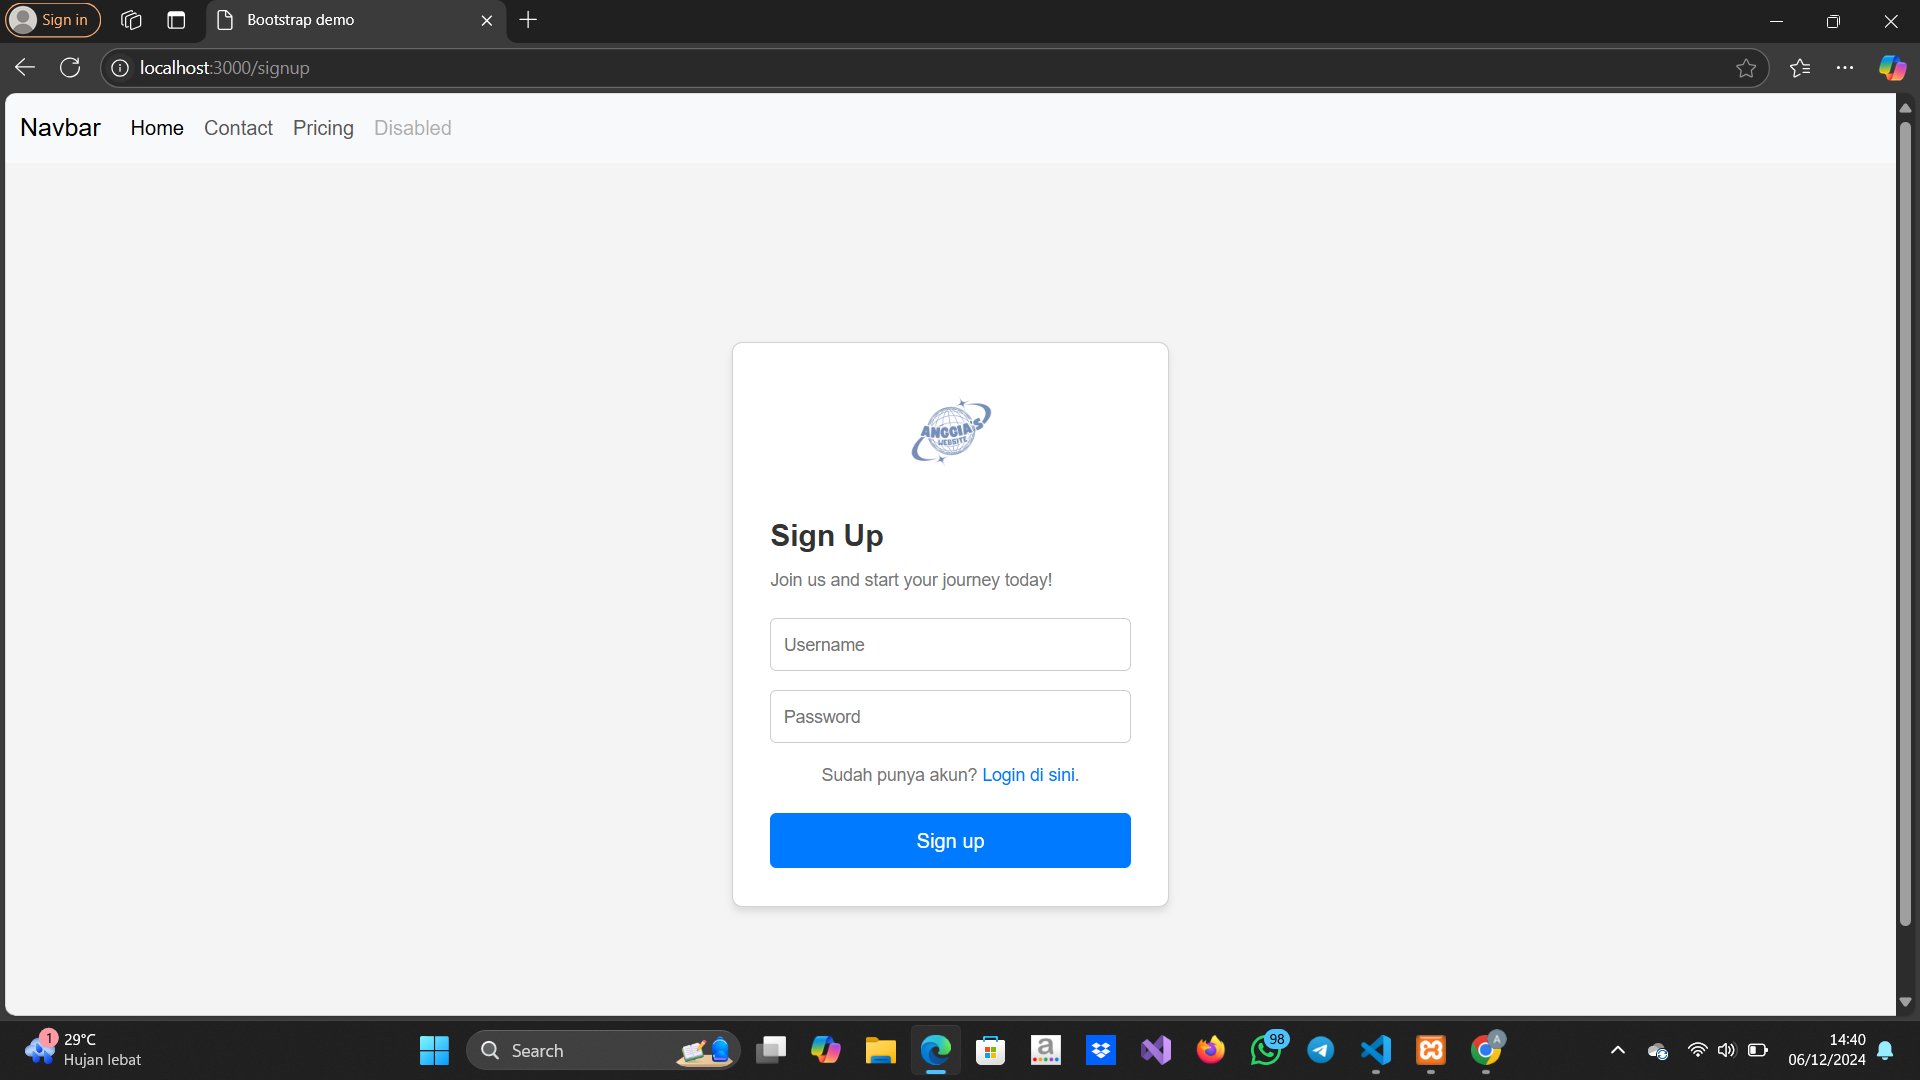 Sign in
Bootstrap demo
localhost:3000/signup
Navbar
Home
Contact
Pricing
Disabled
ANGGIA'S
WEBSITE
Sign Up
Join us and start your journey today!
Username
Password
Sudah punya akun? Login di sini.
Sign up
1
29°C
Hujan lebat
Search
a
98
A
14:40
06/12/2024